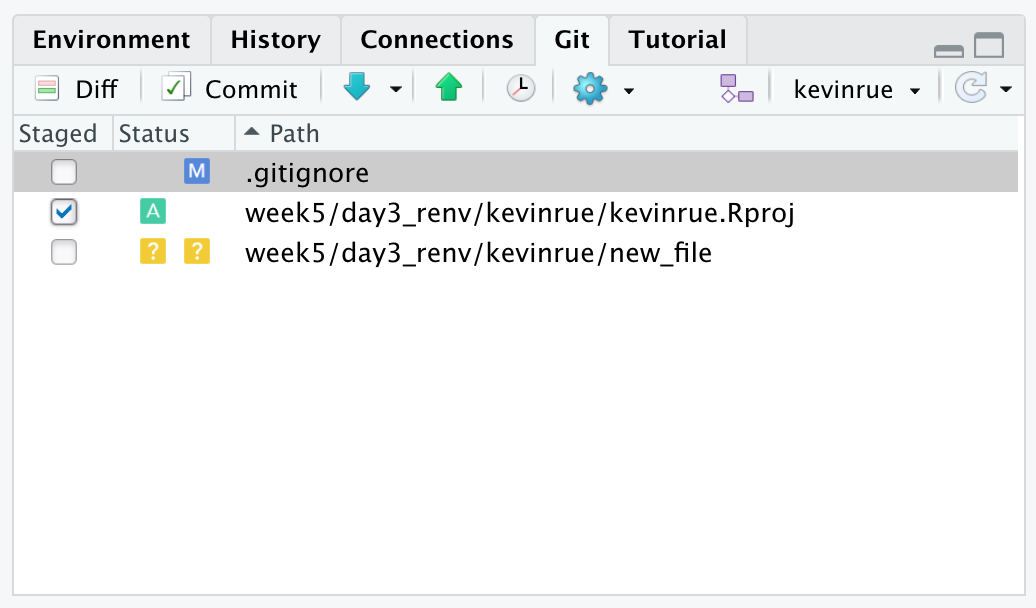 Environment History Connections Git Tutorial
Diff Commit kevinrue
Staged Status Path
M .gitignore
A week5/day3_renv/kevinrue/kevinrue.Rproj
? ? week5/day3_renv/kevinrue/new_file